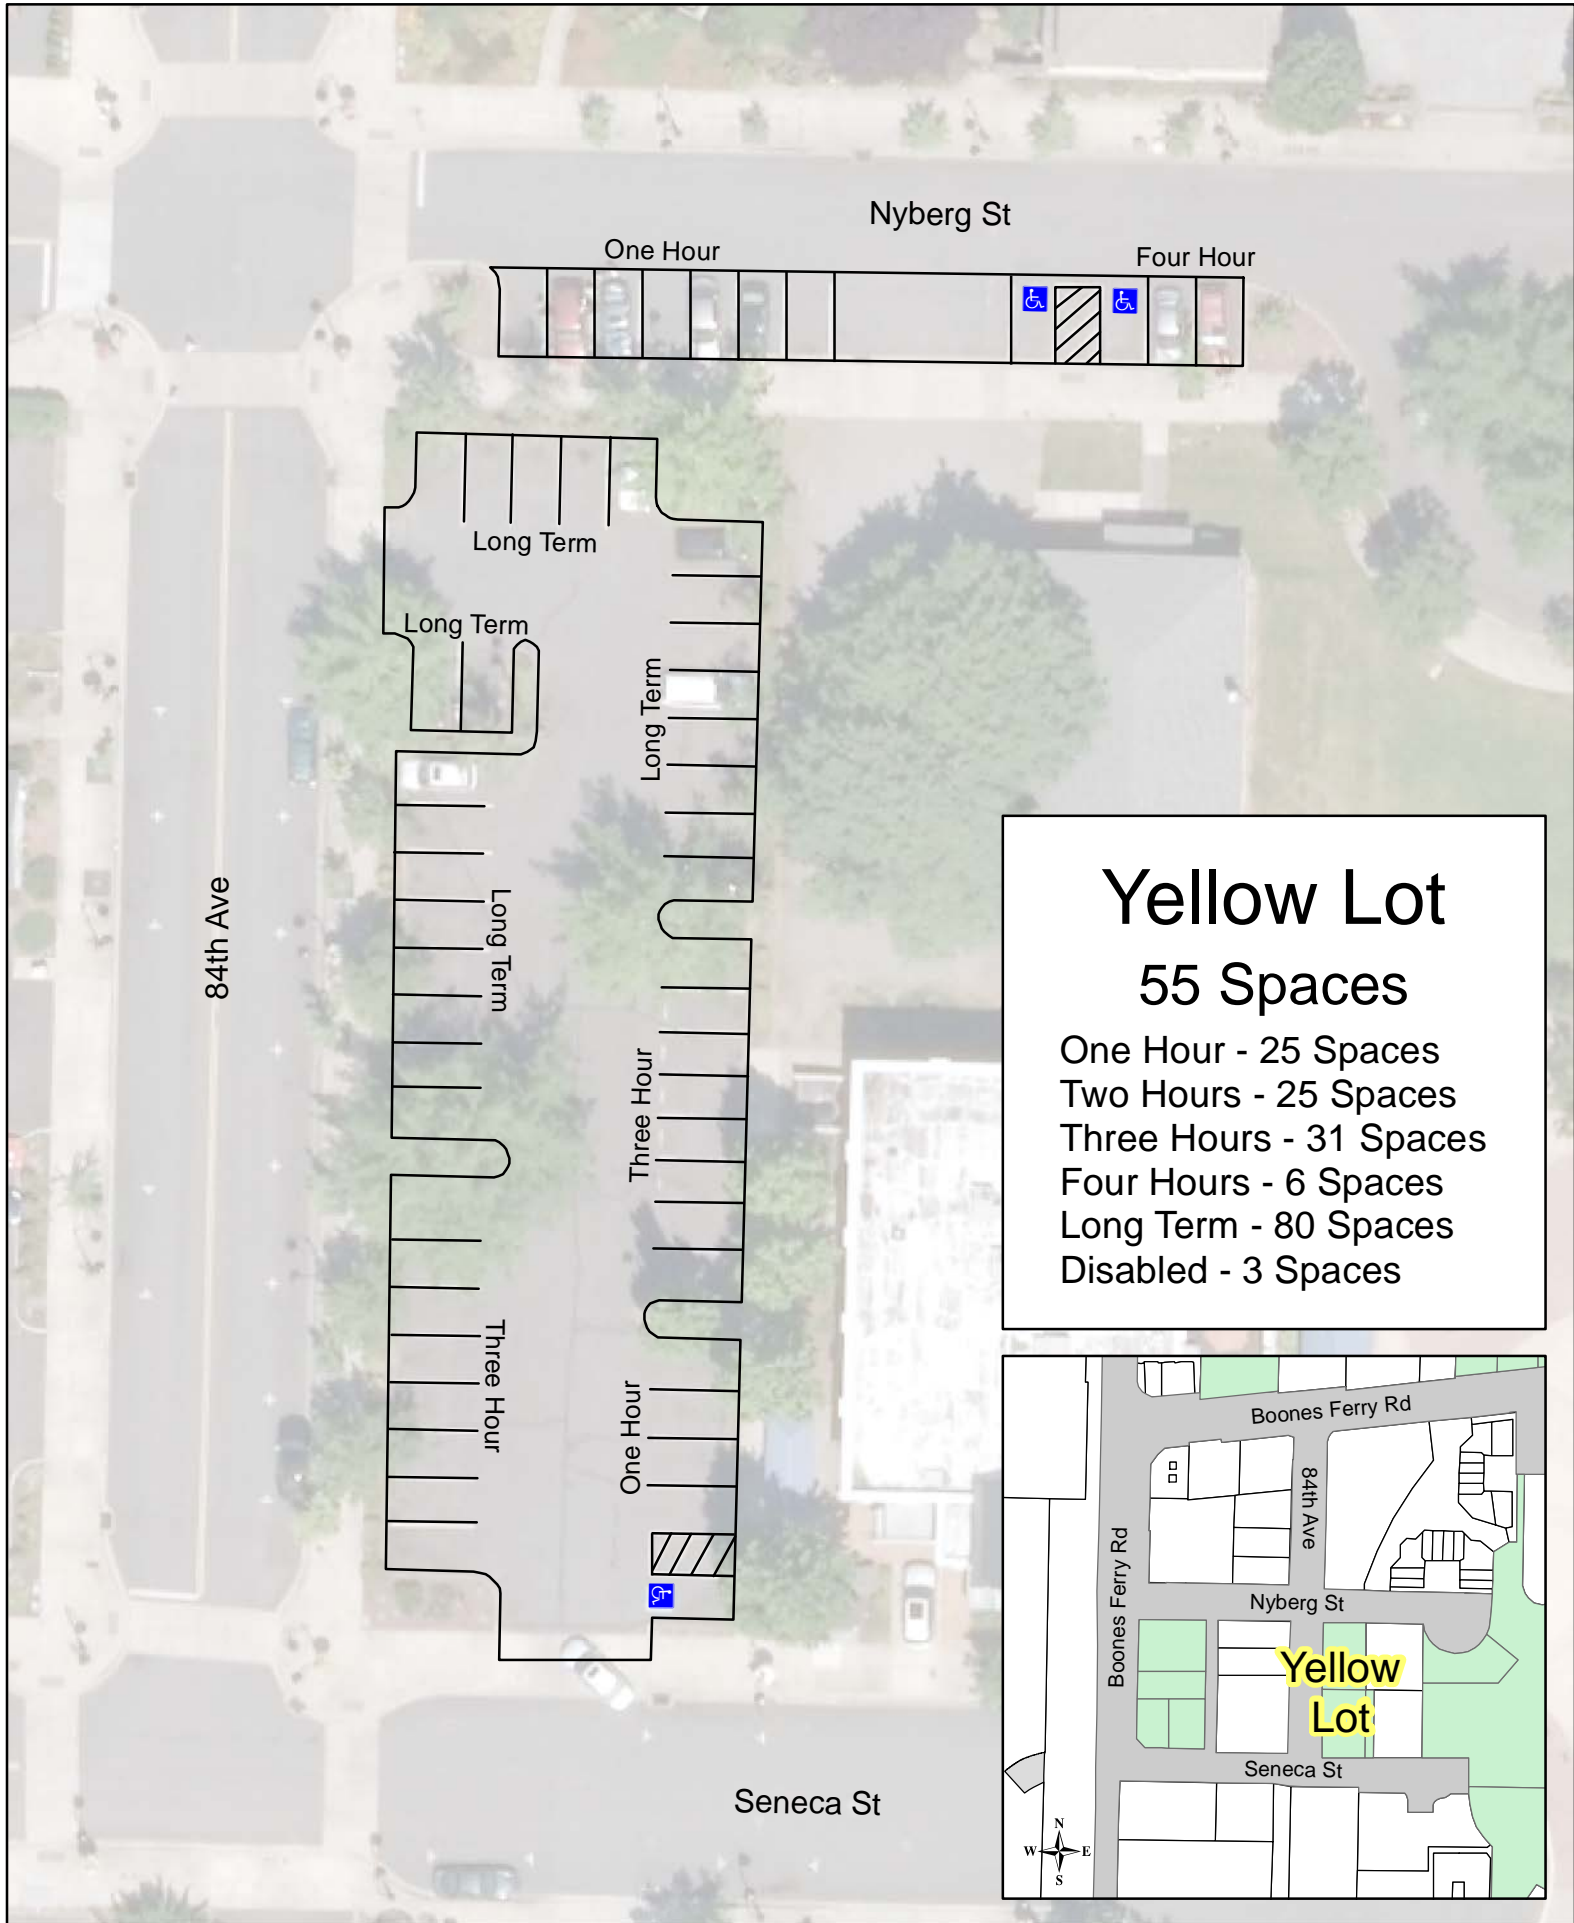 Nyberg St
One Hour
Four Hour
Long Term
Long Term
Long Term
Long Term
84th Ave
Three Hour
Three Hour
One Hour
Seneca St
Yellow Lot
55 Spaces
One Hour - 25 Spaces
Two Hours - 25 Spaces
Three Hours - 31 Spaces
Four Hours - 6 Spaces
Long Term - 80 Spaces
Disabled - 3 Spaces
Boones Ferry Rd
84th Ave
Boones Ferry Rd
Nyberg St
Yellow
Lot
Seneca St
N
W E
S